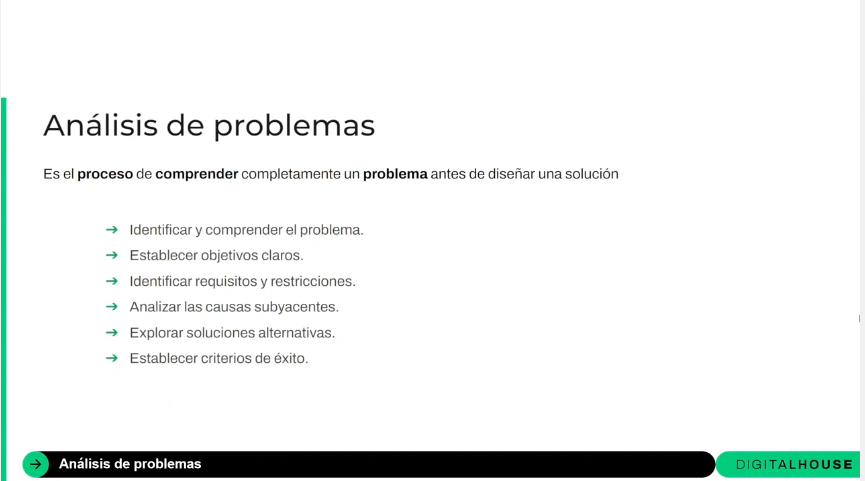 Análisis de problemas
Es el proceso de comprender completamente un problema antes de diseñar una solución
➔ Identificar y comprender el problema.
➔ Establecer objetivos claros.
➔ Identificar requisitos y restricciones.
➔ Analizar las causas subyacentes.
➔ Explorar soluciones alternativas.
➔ Establecer criterios de éxito.
Análisis de problemas
DIGITALHOUSE